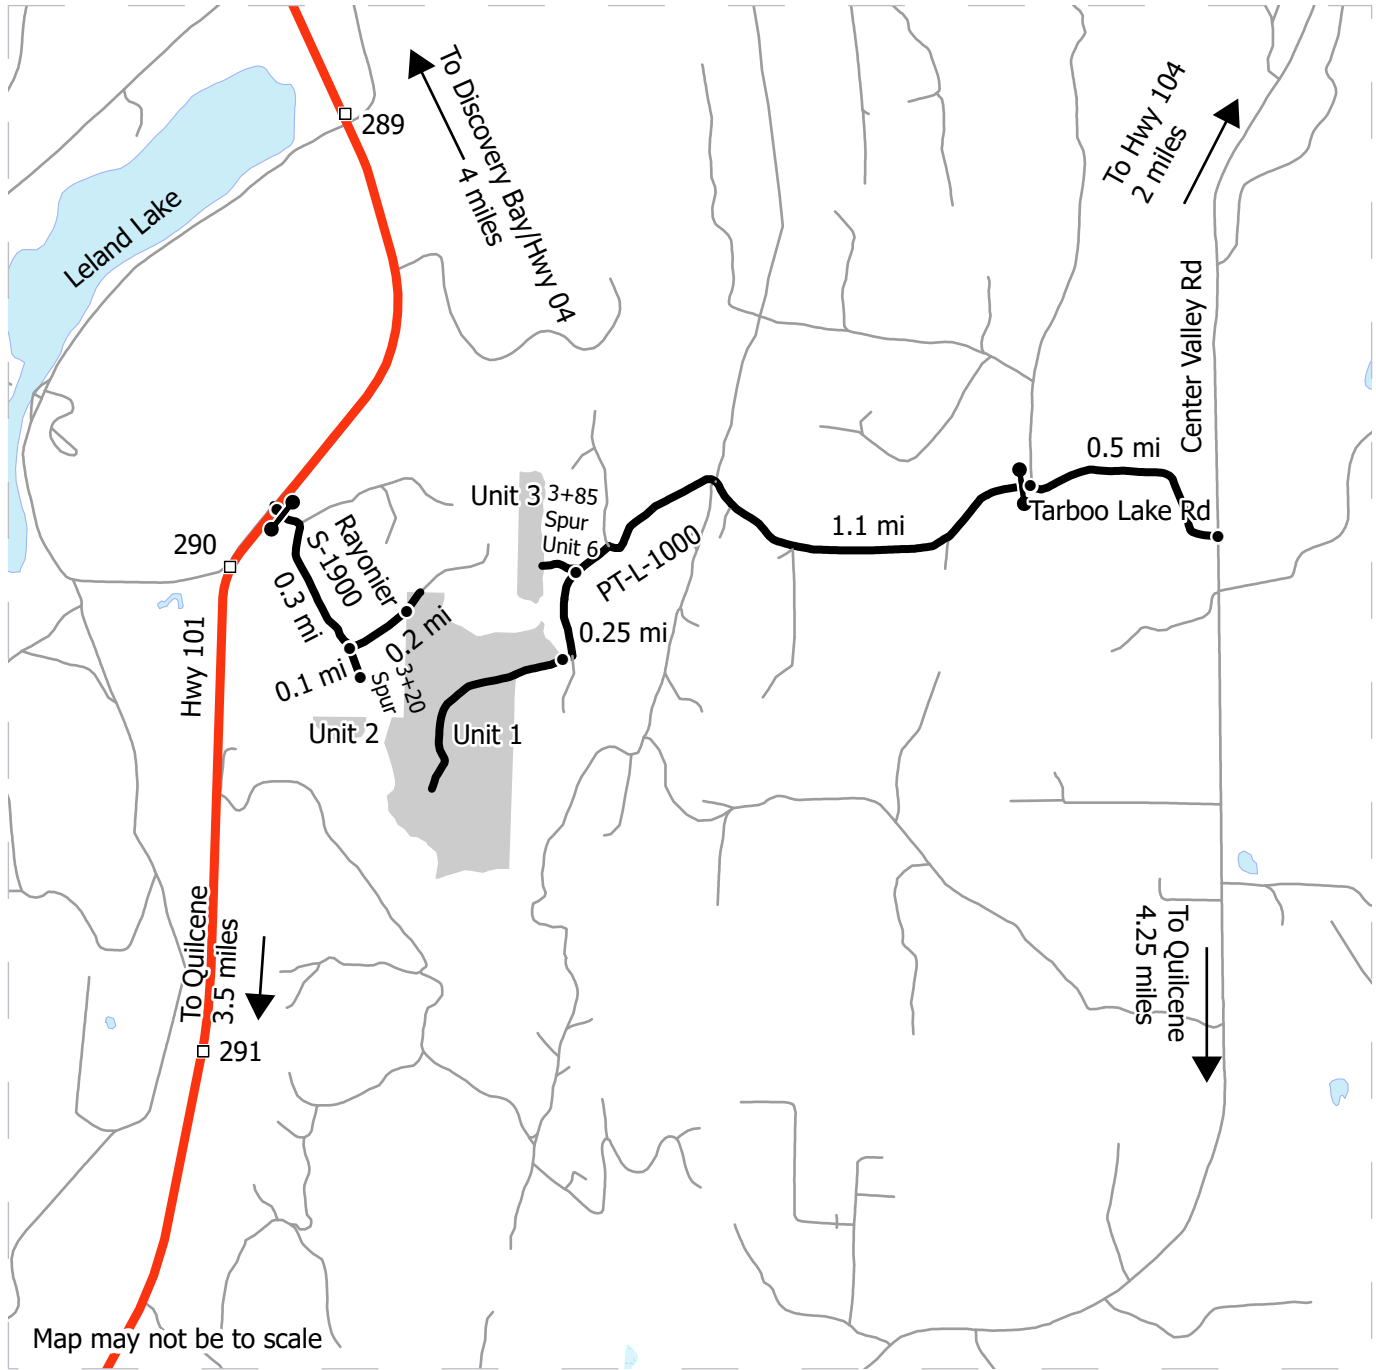 289
To Discovery Bay/Hwy 04
4 miles
To Hwy 104
2 miles
Leland Lake
Center Valley Rd
0.5 mi
Unit 3
3+85
Spur
Unit 6
Tarboo Lake Rd
1.1 mi
290
Rayonier
S-1900
PT-L-1000
0.3 mi
0.2 mi
0.25 mi
Hwy 101
0.1 mi
3+20
Spur
Unit 2
Unit 1
To Quilcene
3.5 miles
To Quilcene
4.25 miles
291
Map may not be to scale